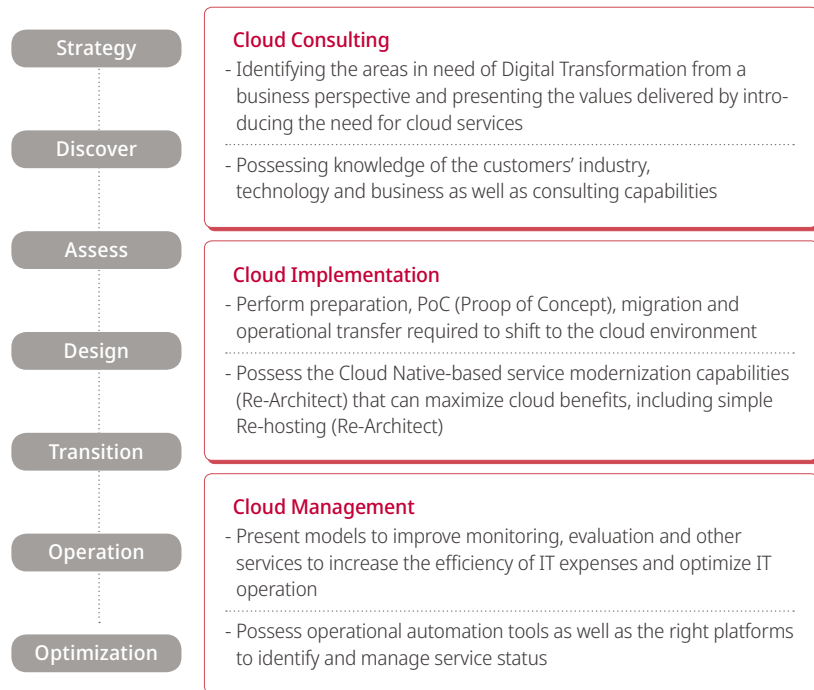 Strategy
Discover
Assess
Design
Transition
Operation
Optimization
Cloud Consulting
- Identifying the areas in need of Digital Transformation from a
business perspective and presenting the values delivered by intro-
ducing the need for cloud services
- Possessing knowledge of the customers’ industry,
technology and business as well as consulting capabilities
Cloud Implementation
- Perform preparation, PoC (Proop of Concept), migration and
operational transfer required to shift to the cloud environment
- Possess the Cloud Native-based service modernization capabilities
(Re-Architect) that can maximize cloud benefits, including simple
Re-hosting (Re-Architect)
Cloud Management
- Present models to improve monitoring, evaluation and other
services to increase the efficiency of IT expenses and optimize IT
operation
- Possess operational automation tools as well as the right platforms
to identify and manage service status